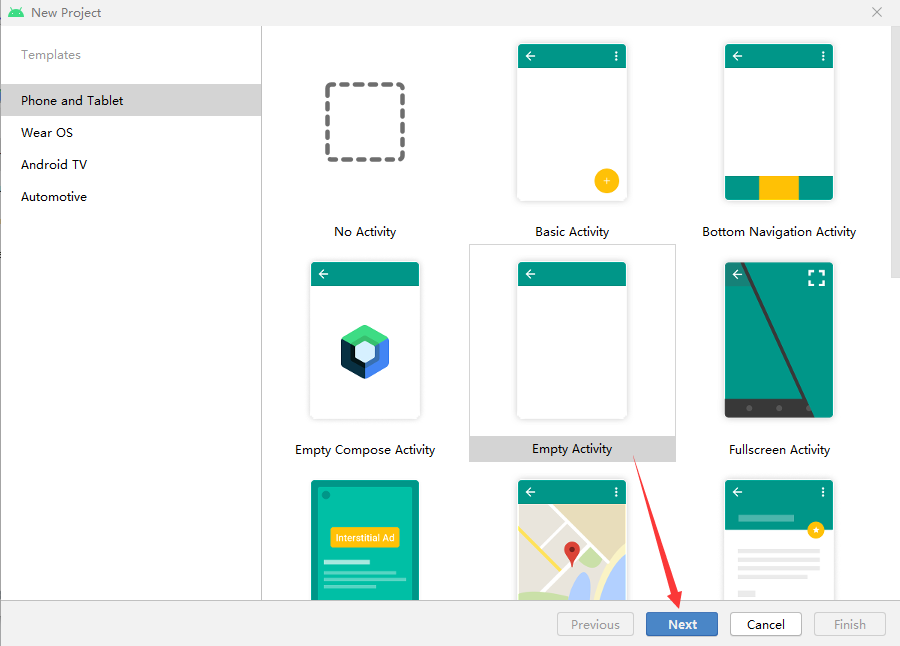 New Project
Templates
Phone and Tablet
Wear OS
Android TV
Automotive
No Activity
Basic Activity
Bottom Navigation Activity
Empty Compose Activity
Empty Activity
Fullscreen Activity
Interstitial Ad
Previous
Next
Cancel
Finish